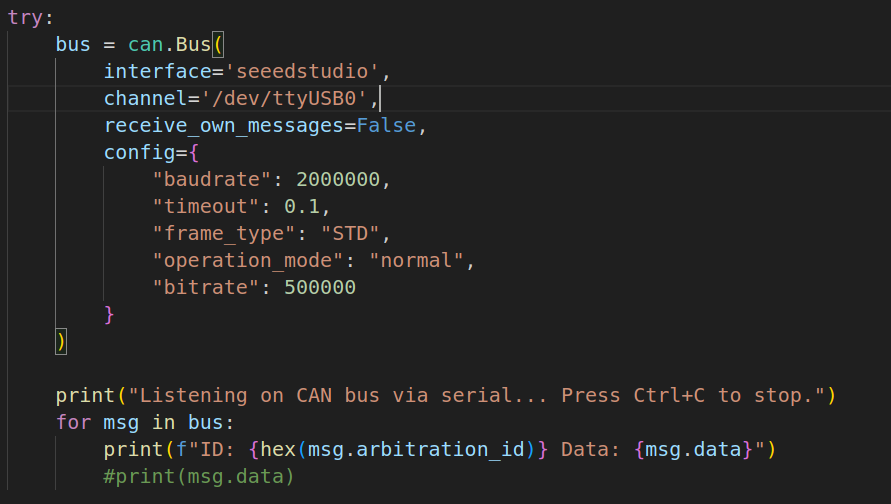 try:
    bus = can.Bus(
        interface='seeedstudio',
        channel='/dev/ttyUSB0',
        receive_own_messages=False,
        config={
            "baudrate": 2000000,
            "timeout": 0.1,
            "frame_type": "STD",
            "operation_mode": "normal",
            "bitrate": 500000
        }
    )

    print("Listening on CAN bus via serial... Press Ctrl+C to stop.")
    for msg in bus:
        print(f"ID: {hex(msg.arbitration_id)} Data: {msg.data}")
        #print(msg.data)